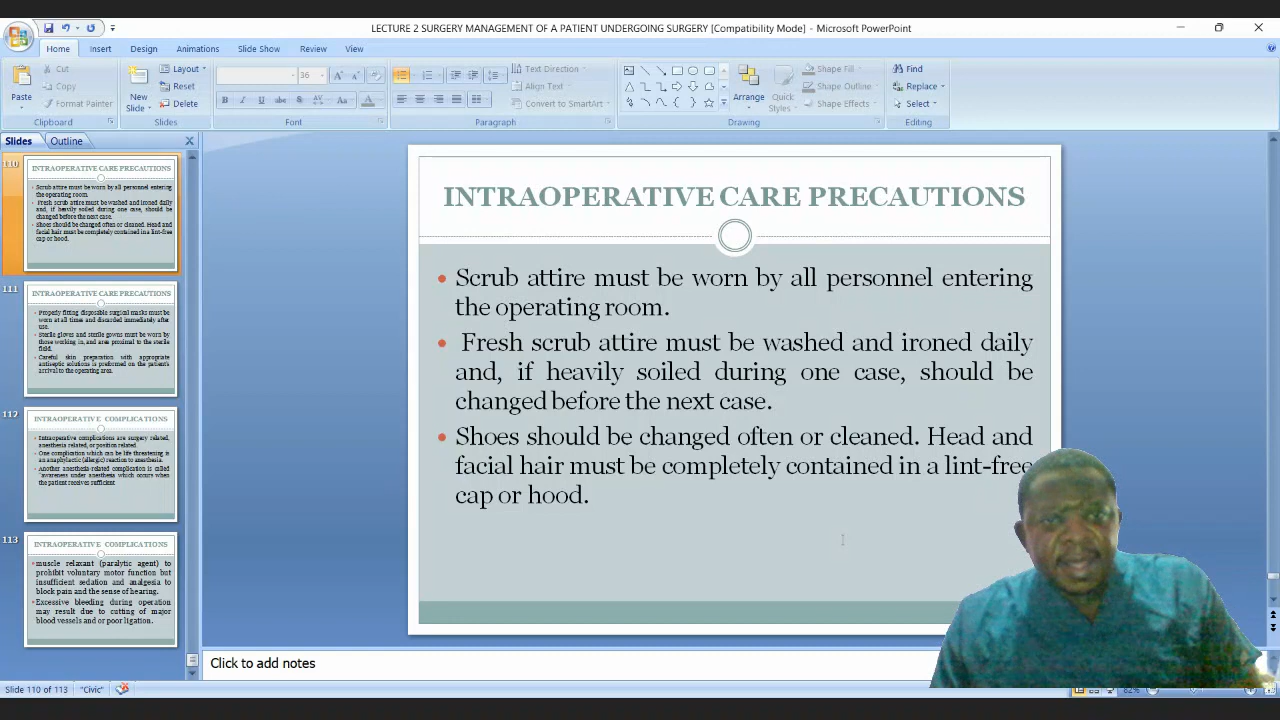 LECTURE 2 SURGERY MANAGEMENT OF A PATIENT UNDERGOING SURGERY [Compatibility Mode] - Microsoft PowerPoint
Home Insert Design Animations Slide Show Review View
Cut
Copy
Format Painter
Paste
Clipboard
New
Slide
Layout
Reset
Delete
Slides
36
B I U abc S AV Aa A
Font
Text Direction
Align Text
Convert to SmartArt
Paragraph
Arrange
Quick
Styles
Shape Fill
Shape Outline
Shape Effects
Drawing
Find
Replace
Select
Editing
Slides Outline
110
INTRAOPERATIVE CARE PRECAUTIONS
Scrub attire must be worn by all personnel entering
the operating room.
Fresh scrub attire must be washed and ironed daily
and, if heavily soiled during one case, should be
changed before the next case.
Shoes should be changed often or cleaned. Head and
facial hair must be completely contained in a lint-free
cap or hood.
111
INTRAOPERATIVE CARE PRECAUTIONS
Properly fitting disposable surgical masks must be
worn at all times and discarded immediately after
use.
Sterile gloves and sterile gowns must be worn by
those working in, and area proximal to the sterile
field.
Careful skin preparation with appropriate
antiseptic solutions is preformed on the patient's
arrival to the operating area.
112
INTRAOPERATIVE COMPLICATIONS
Intraoperative complications are surgery related,
anesthesia related, or position related.
One complication which can be life threatening is
an anaphylactic (allergic) reaction to anesthesia.
Another anesthesia-related complication is called
awareness under anesthesia which occurs when
the patient receives sufficient
113
INTRAOPERATIVE COMPLICATIONS
muscle relaxant (paralytic agent) to
prohibit voluntary motor function but
insufficient sedation and analgesia to
block pain and the sense of hearing.
Excessive bleeding during operation
may result due to cutting of major
blood vessels and or poor ligation.
INTRAOPERATIVE CARE PRECAUTIONS
Scrub attire must be worn by all personnel entering
the operating room.
Fresh scrub attire must be washed and ironed daily
and, if heavily soiled during one case, should be
changed before the next case.
Shoes should be changed often or cleaned. Head and
facial hair must be completely contained in a lint-free
cap or hood.
Click to add notes
Slide 110 of 113 "Civic"
82%